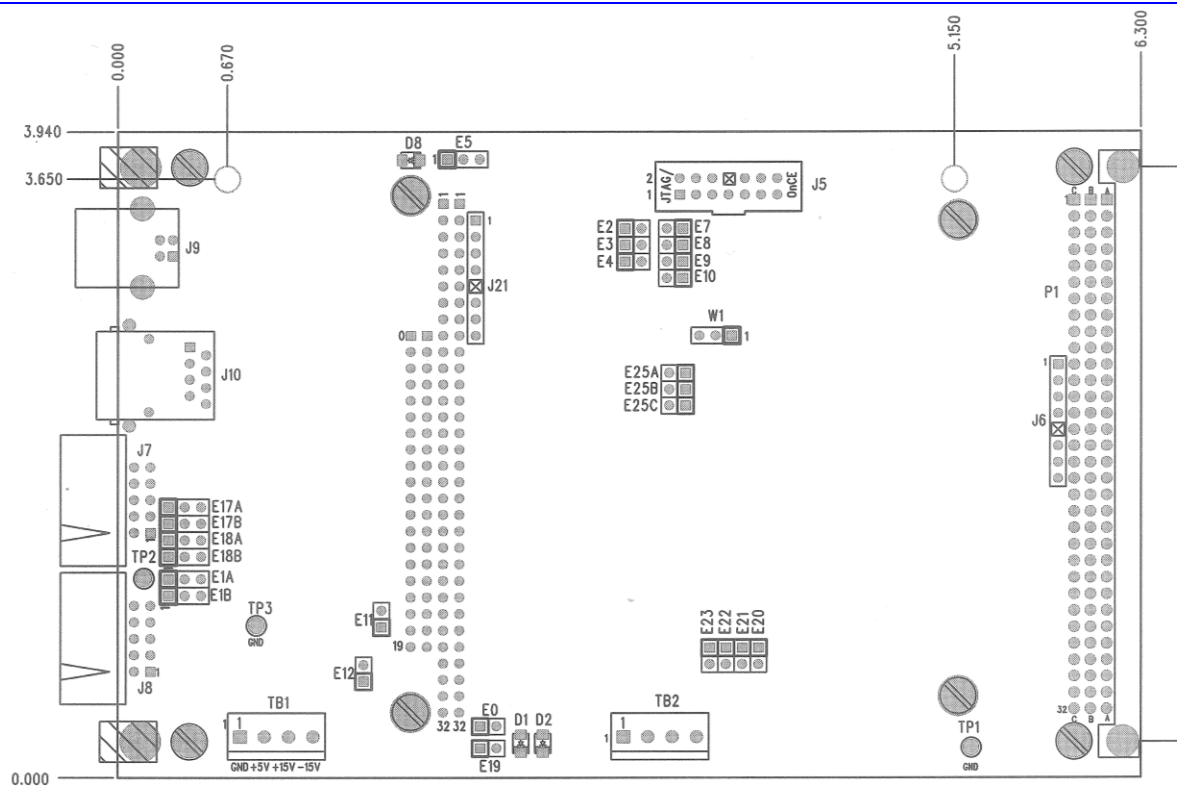 0.000
0.670
5.150
6.300
3.940
3.650
D8
E5
1
JTAG/
2
1
OnCE
J5
C B A
1
1 1
1
J9
E2
E3
E4
E7
E8
E9
E10
J21
P1
0
W1
1
J10
E25A
E25B
E25C
1
J6
J7
E17A
E17B
E18A
E18B
1
TP2
E1A
E1B
TP3
GND
E11
19
E12
E23
E22
E21
E20
1
J8
TB1
1
1
GND +5V +15V -15V
32 32
E0
D1
D2
E19
TB2
1
1
32
C B A
TP1
GND
0.000